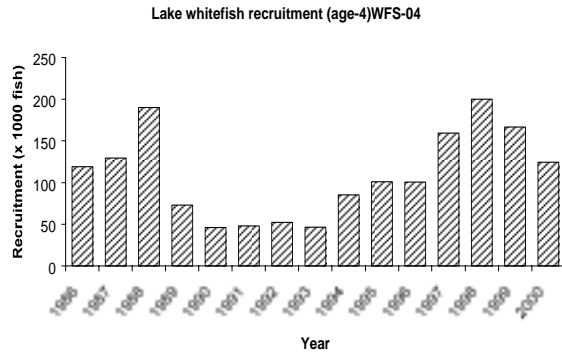 Lake whitefish recruitment (age-4)WFS-04
Recruitment (x 1000 fish)
250
200
150
100
50
0
1986 1987 1988 1989 1990 1991 1992 1993 1994 1995 1996 1997 1998 1999 2000
Year